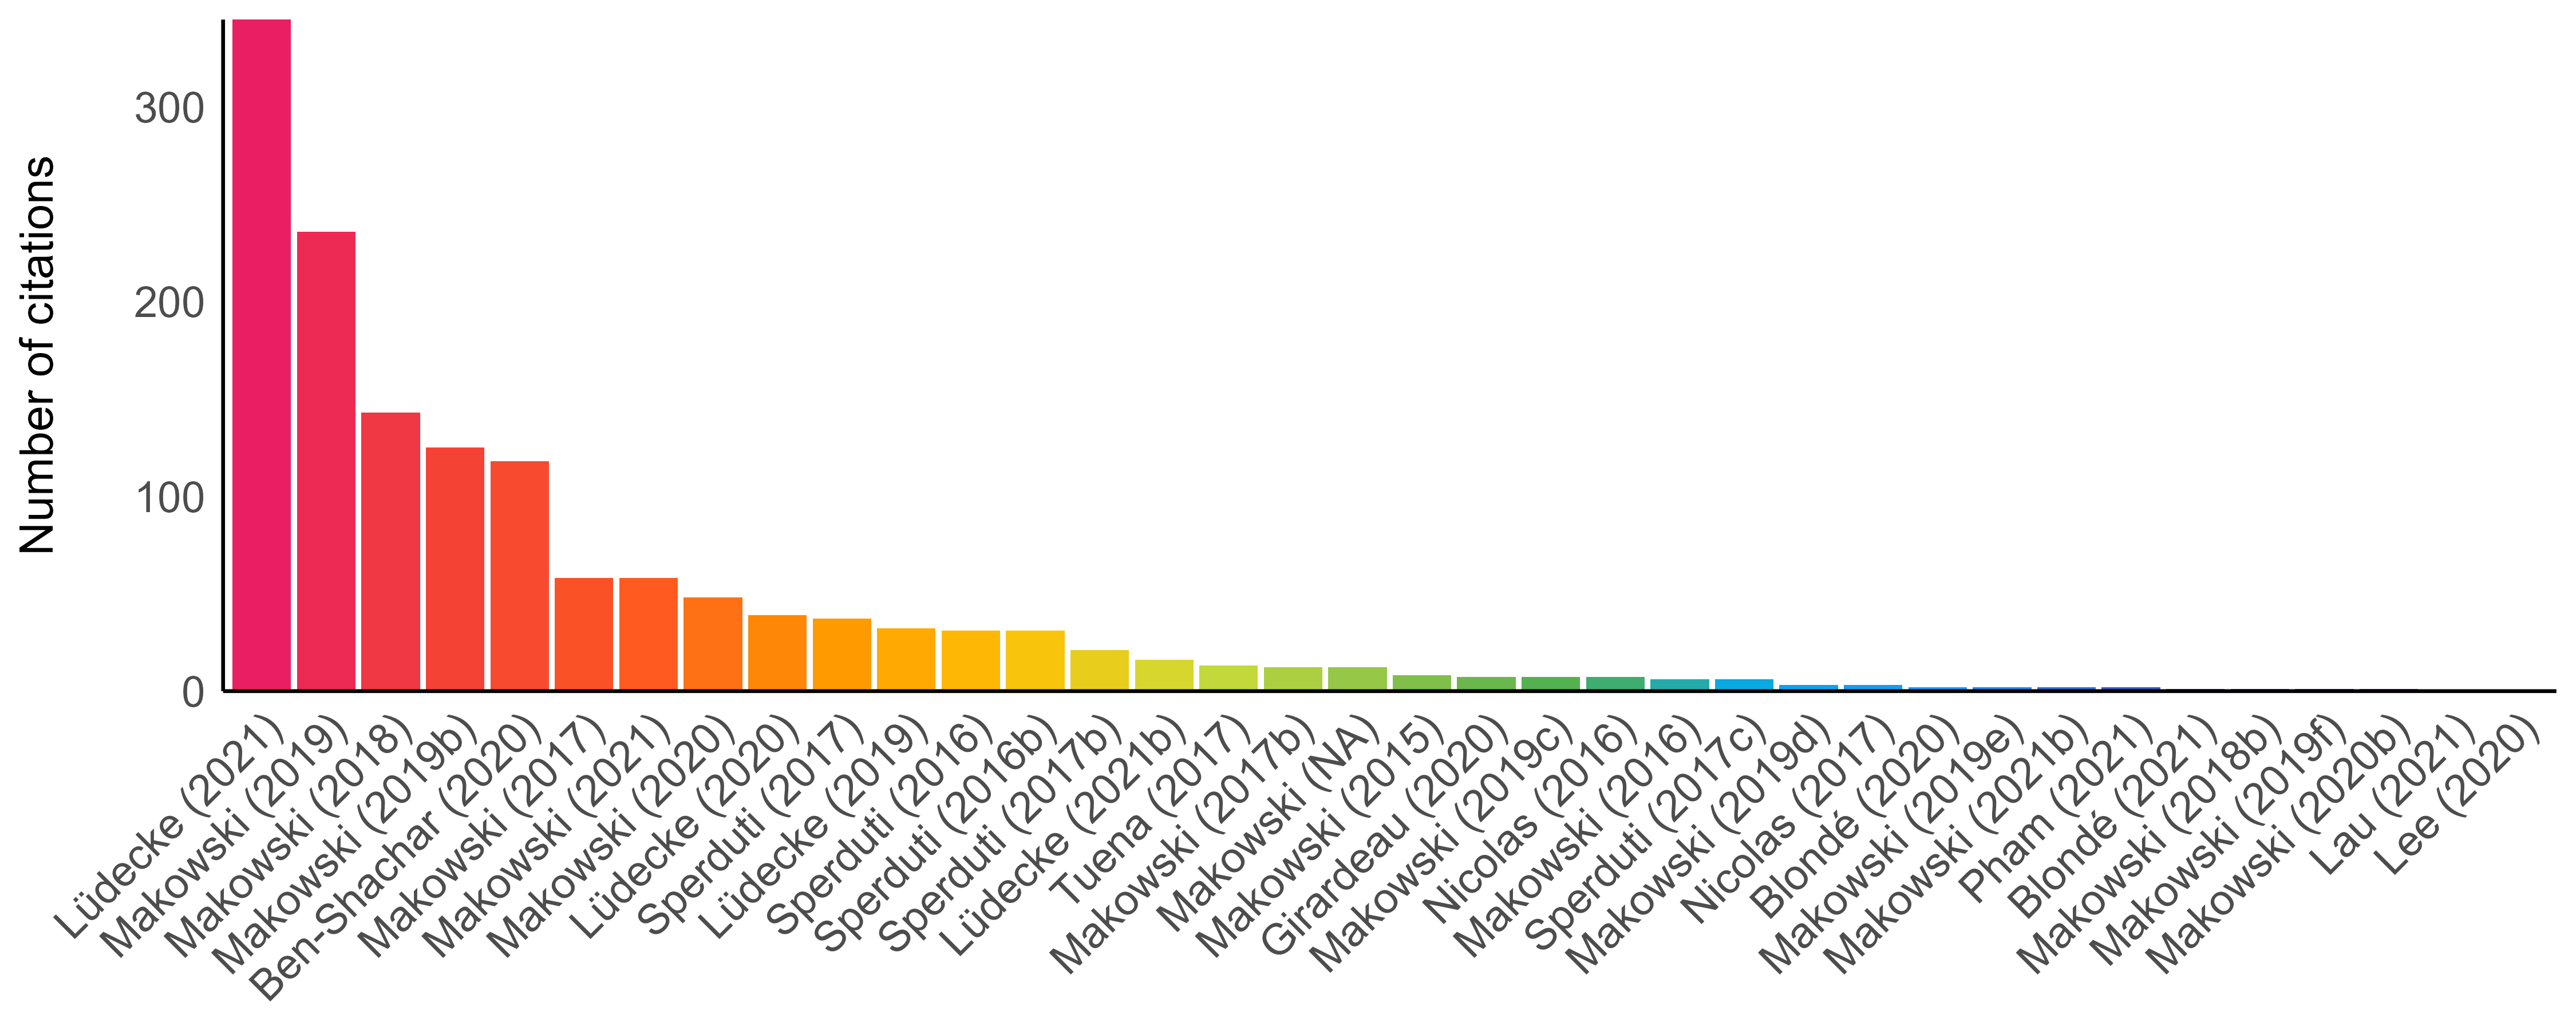 Number of citations
300
200
100
0
Lüdecke (2021)
Makowski (2019)
Makowski (2018)
Makowski (2019b)
Ben-Shachar (2020)
Makowski (2017)
Makowski (2021)
Makowski (2020)
Lüdecke (2020)
Sperduti (2017)
Lüdecke (2019)
Sperduti (2016)
Sperduti (2016b)
Sperduti (2017b)
Lüdecke (2021b)
Tuena (2017)
Makowski (2017b)
Makowski (NA)
Makowski (2015)
Girardeau (2020)
Makowski (2019c)
Nicolas (2016)
Makowski (2016)
Sperduti (2017c)
Makowski (2019d)
Nicolas (2017)
Blondé (2020)
Makowski (2019e)
Makowski (2021b)
Pham (2021)
Blondé (2021)
Makowski (2018b)
Makowski (2019f)
Makowski (2020b)
Lau (2021)
Lee (2020)